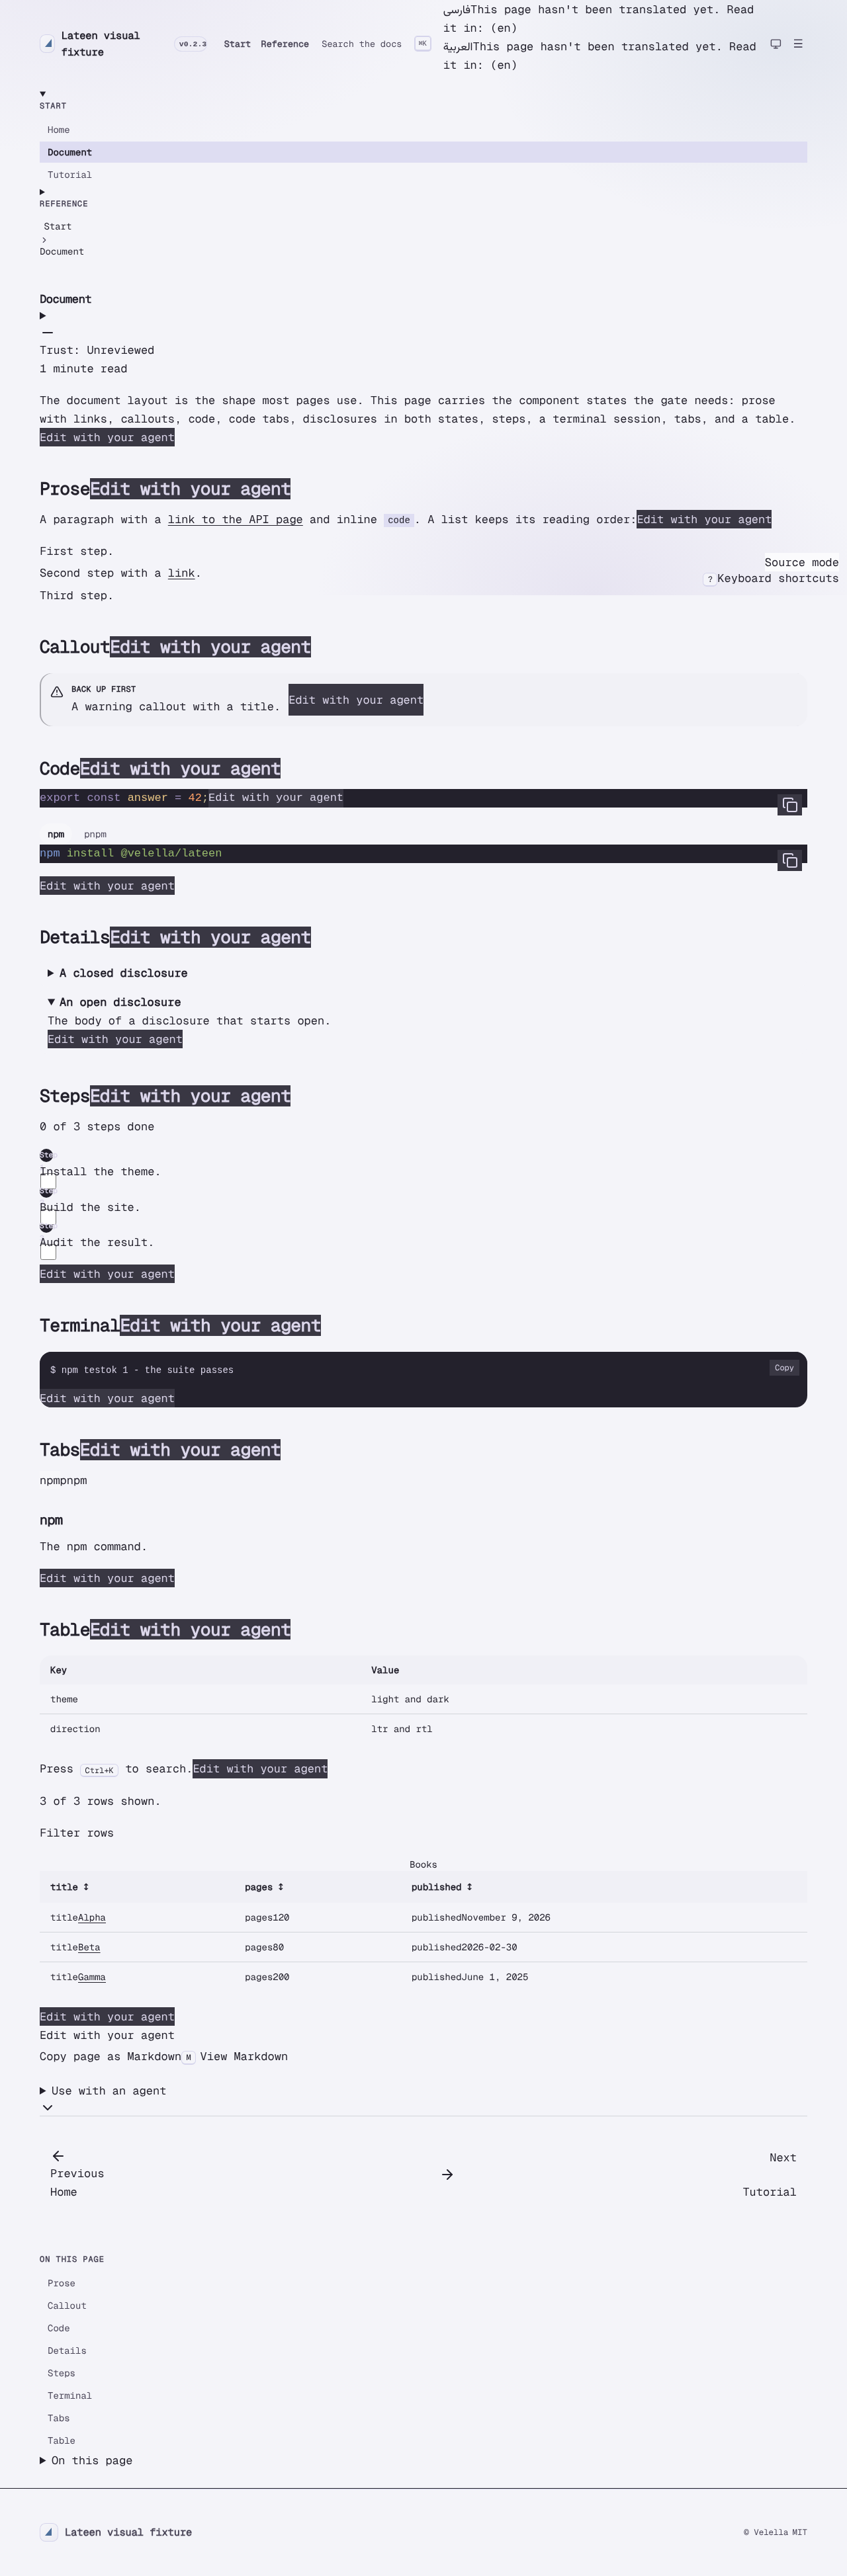 Lateen visual fixture
v0.2.3
Start
Reference
Search the docs
⌘K
فارسیThis page hasn't been translated yet. Read it in: (en)
العربيةThis page hasn't been translated yet. Read it in: (en)
START
Home
Document
Tutorial
REFERENCE
Start
Document
Document
Trust: Unreviewed
1 minute read
The document layout is the shape most pages use. This page carries the component states the gate needs: prose
with links, callouts, code, code tabs, disclosures in both states, steps, a terminal session, tabs, and a table.
Edit with your agent
ProseEdit with your agent
A paragraph with a link to the API page and inline code. A list keeps its reading order:Edit with your agent
First step.
Second step with a link.
Third step.
Source mode
?Keyboard shortcuts
CalloutEdit with your agent
BACK UP FIRST
A warning callout with a title. Edit with your agent
CodeEdit with your agent
export const answer = 42;Edit with your agent
npm pnpm
npm install @velella/lateen
Edit with your agent
DetailsEdit with your agent
A closed disclosure
An open disclosure
The body of a disclosure that starts open.
Edit with your agent
StepsEdit with your agent
0 of 3 steps done
Install the theme.
Build the site.
Audit the result.
Edit with your agent
TerminalEdit with your agent
$ npm testok 1 - the suite passes
Copy
Edit with your agent
TabsEdit with your agent
npmpnpm
npm
The npm command.
Edit with your agent
TableEdit with your agent
Key Value
theme light and dark
direction ltr and rtl
Press Ctrl+K to search.Edit with your agent
3 of 3 rows shown.
Filter rows
Books
title ↕ pages ↕ published ↕
titleAlpha pages120 publishedNovember 9, 2026
titleBeta pages80 published2026-02-30
titleGamma pages200 publishedJune 1, 2025
Edit with your agent
Edit with your agent
Copy page as MarkdownM View Markdown
Use with an agent
Previous
Home
Next
Tutorial
ON THIS PAGE
Prose
Callout
Code
Details
Steps
Terminal
Tabs
Table
On this page
Lateen visual fixture
© Velella MIT